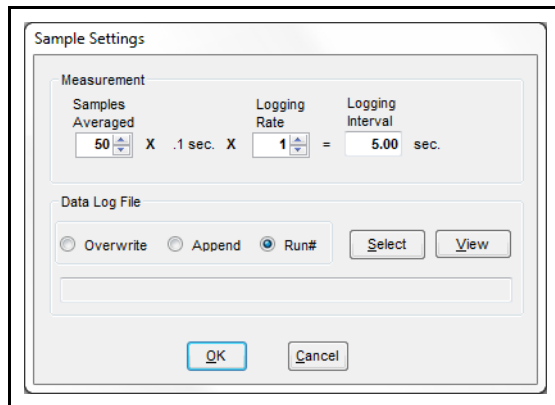 Sample Settings
Measurement
Samples Averaged
Logging Rate
Logging Interval
50 X .1 sec. X 1 = 5.00 sec.
Data Log File
Overwrite Append Run# Select View
OK Cancel